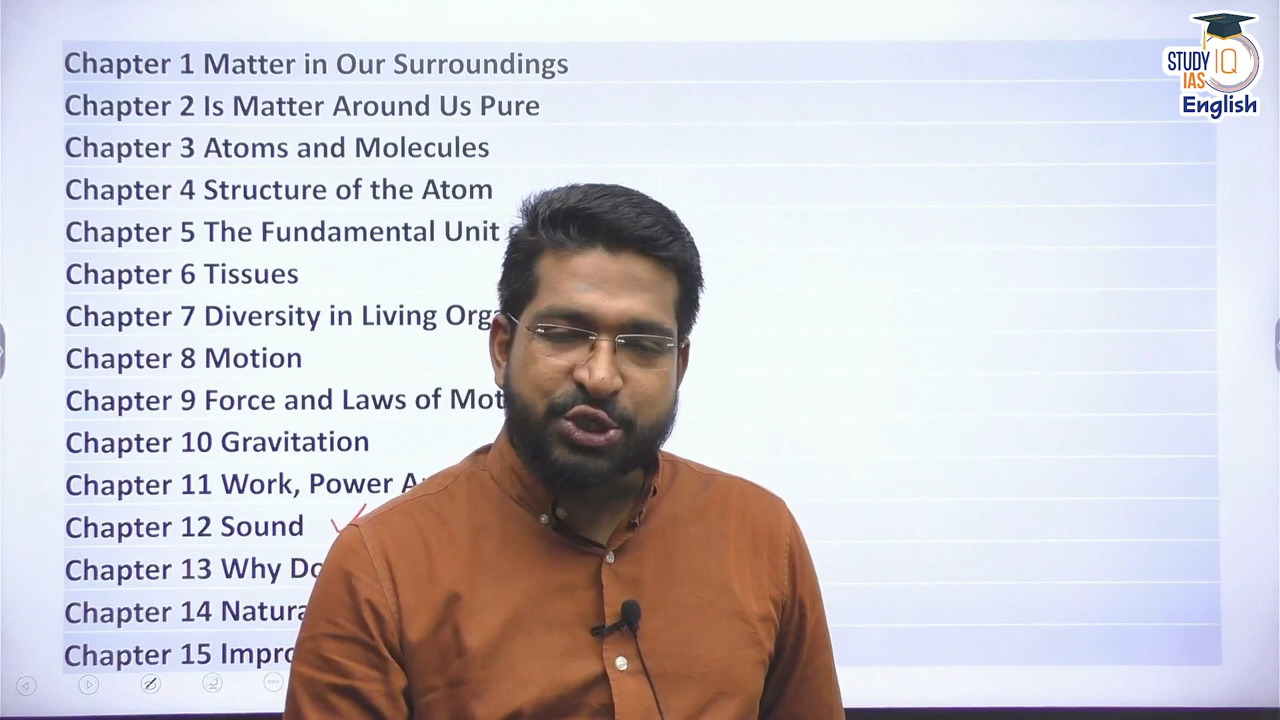 Chapter 1 Matter in Our Surroundings
Chapter 2 Is Matter Around Us Pure
Chapter 3 Atoms and Molecules
Chapter 4 Structure of the Atom
Chapter 5 The Fundamental Unit
Chapter 6 Tissues
Chapter 7 Diversity in Living
Chapter 8 Motion
Chapter 9 Force and Laws of
Chapter 10 Gravitation
Chapter 11 Work, Power
Chapter 12 Sound
Chapter 13 Why
Chapter 14
Chapter 15
STUDY IQ
IAS
English